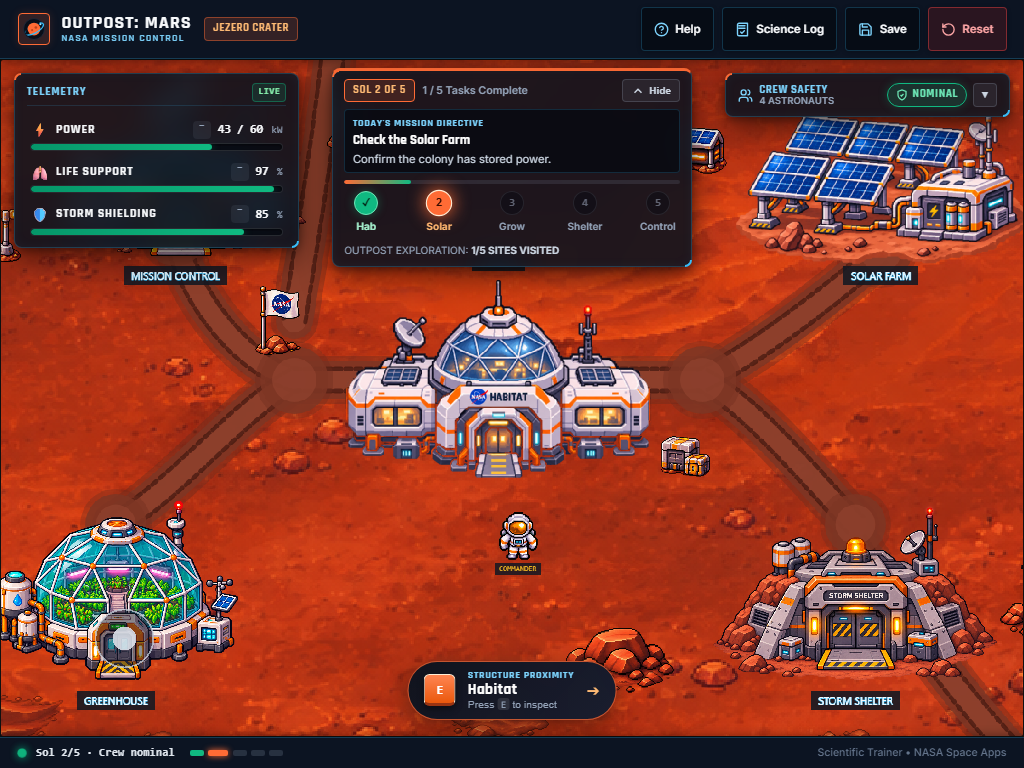 OUTPOST: MARS
NASA MISSION CONTROL
JEZERO CRATER
Help
Science Log
Save
Reset
TELEMETRY
LIVE
POWER
43 / 60 kW
LIFE SUPPORT
97 %
STORM SHIELDING
85 %
SOL 2 OF 5
1 / 5 Tasks Complete
Hide
TODAY'S MISSION DIRECTIVE
Check the Solar Farm
Confirm the colony has stored power.
✓ 2 3 4 5
Hab Solar Grow Shelter Control
OUTPOST EXPLORATION: 1/5 SITES VISITED
CREW SAFETY
4 ASTRONAUTS
NOMINAL
MISSION CONTROL
SOLAR FARM
NASA
NASA HABITAT
COMMANDER
STORM SHELTER
GREENHOUSE
STORM SHELTER
E
STRUCTURE PROXIMITY
Habitat
Press E to inspect
Sol 2/5 · Crew nominal
Scientific Trainer • NASA Space Apps